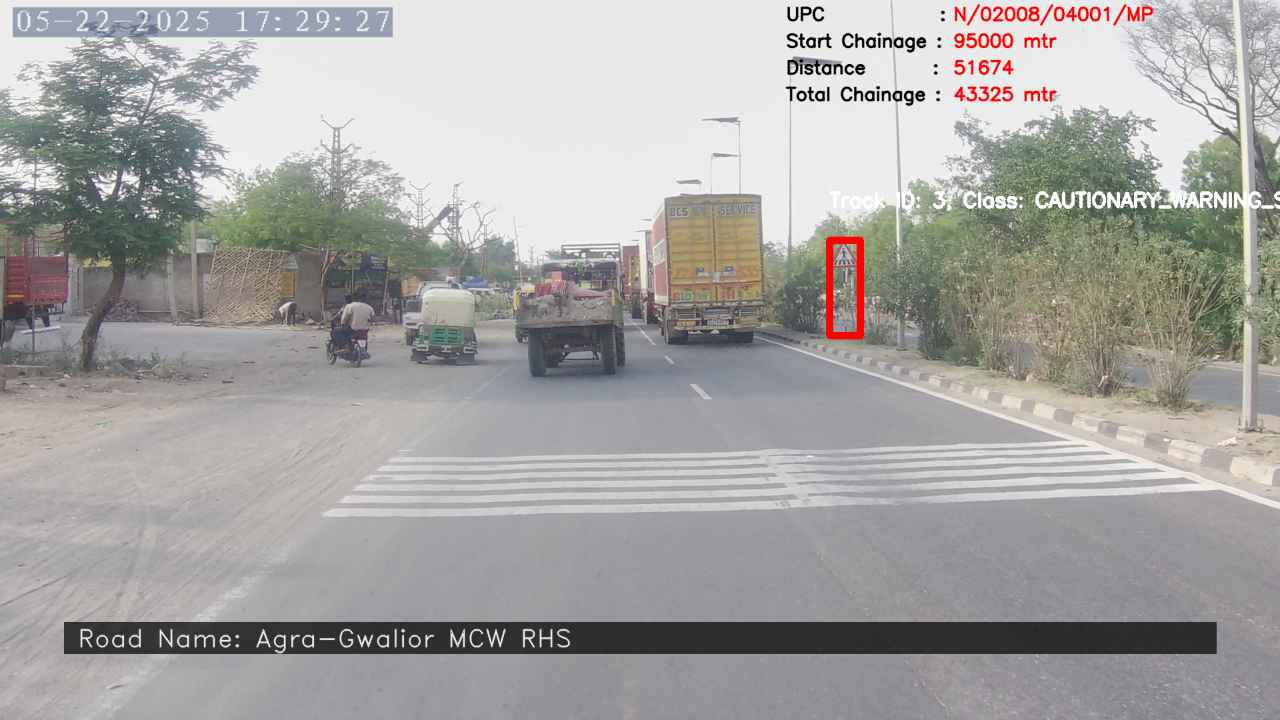 05-22-2025 17:29:27
UPC : N/02008/04001/MP
Start Chainage : 95000 mtr
Distance : 51674
Total Chainage : 43325 mtr
Track ID: 3, Class: CAUTIONARY_WARNING_S
SERVICE
Road Name: Agra-Gwalior MCW RHS